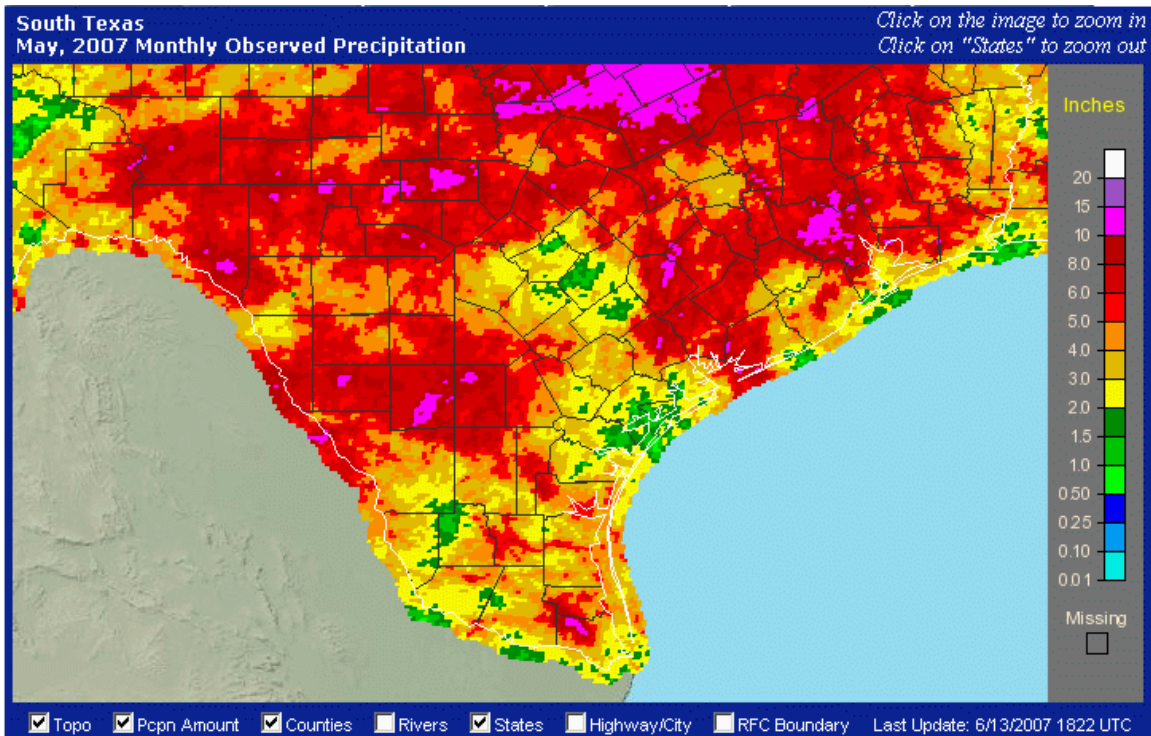 South Texas
May, 2007 Monthly Observed Precipitation
Click on the image to zoom in
Click on "States" to zoom out
Inches
20
15
10
8.0
6.0
5.0
4.0
3.0
2.0
1.5
1.0
0.50
0.25
0.10
0.01
Missing
Topo Pcpn Amount Counties Rivers States Highway/City RFC Boundary Last Update: 6/13/2007 1822 UTC